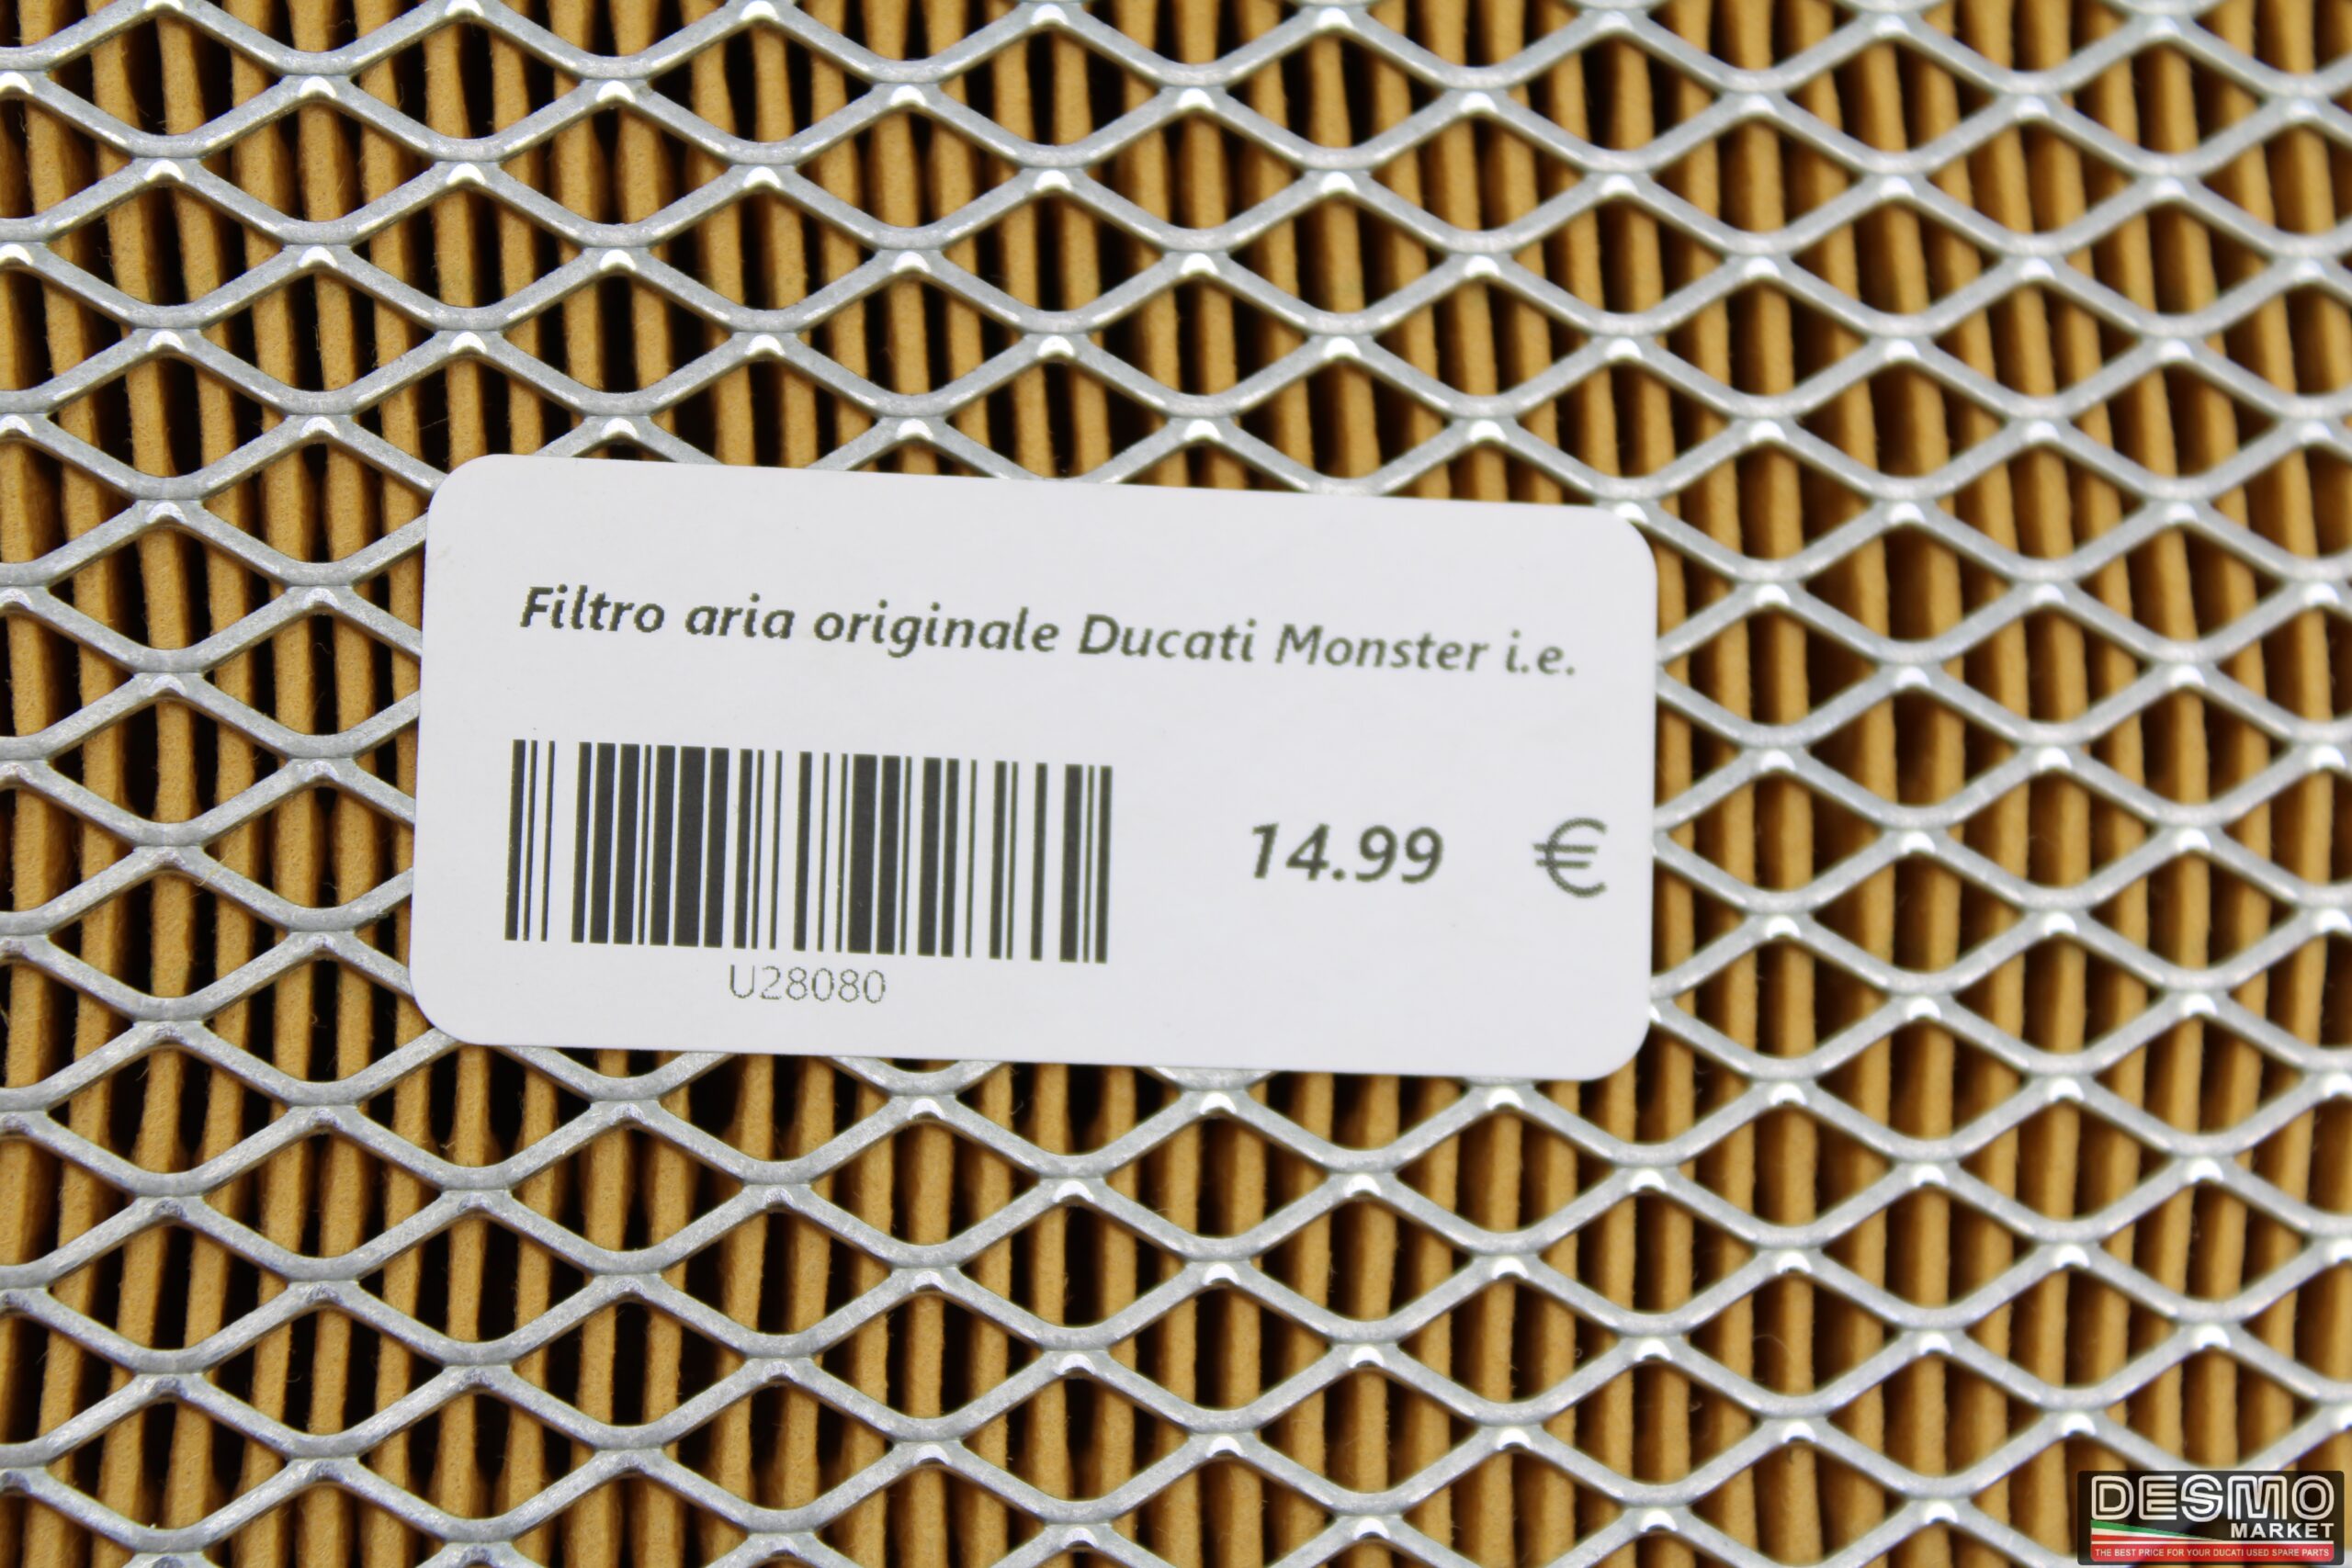 Filtro aria originale Ducati Monster i.e.
14.99 €
U28080
DESMO
MARKET
THE BEST PRICE FOR YOUR DUCATI USED SPARE PARTS